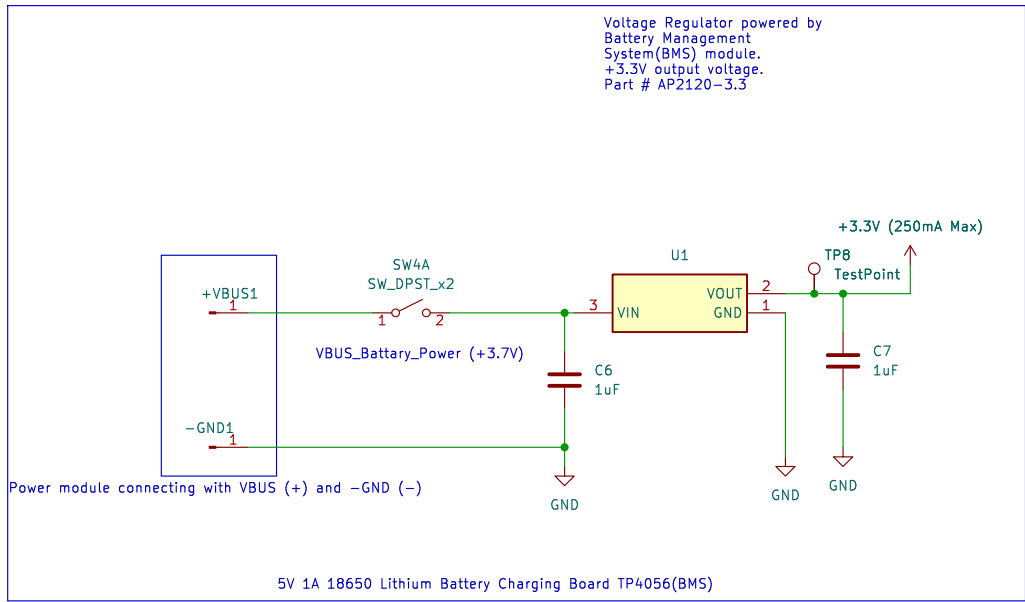 Voltage Regulator powered by
Battery Management
System(BMS) module.
+3.3V output voltage.
Part # AP2120-3.3
+3.3V (250mA Max)
U1
TP8
TestPoint
SW4A
SW_DPST_x2
+VBUS1
1
1
2
3
VIN
VOUT
2
GND
1
VBUS_Battary_Power (+3.7V)
C6
1uF
C7
1uF
-GND1
1
GND
GND
GND
Power module connecting with VBUS (+) and -GND (-)
5V 1A 18650 Lithium Battery Charging Board TP4056(BMS)